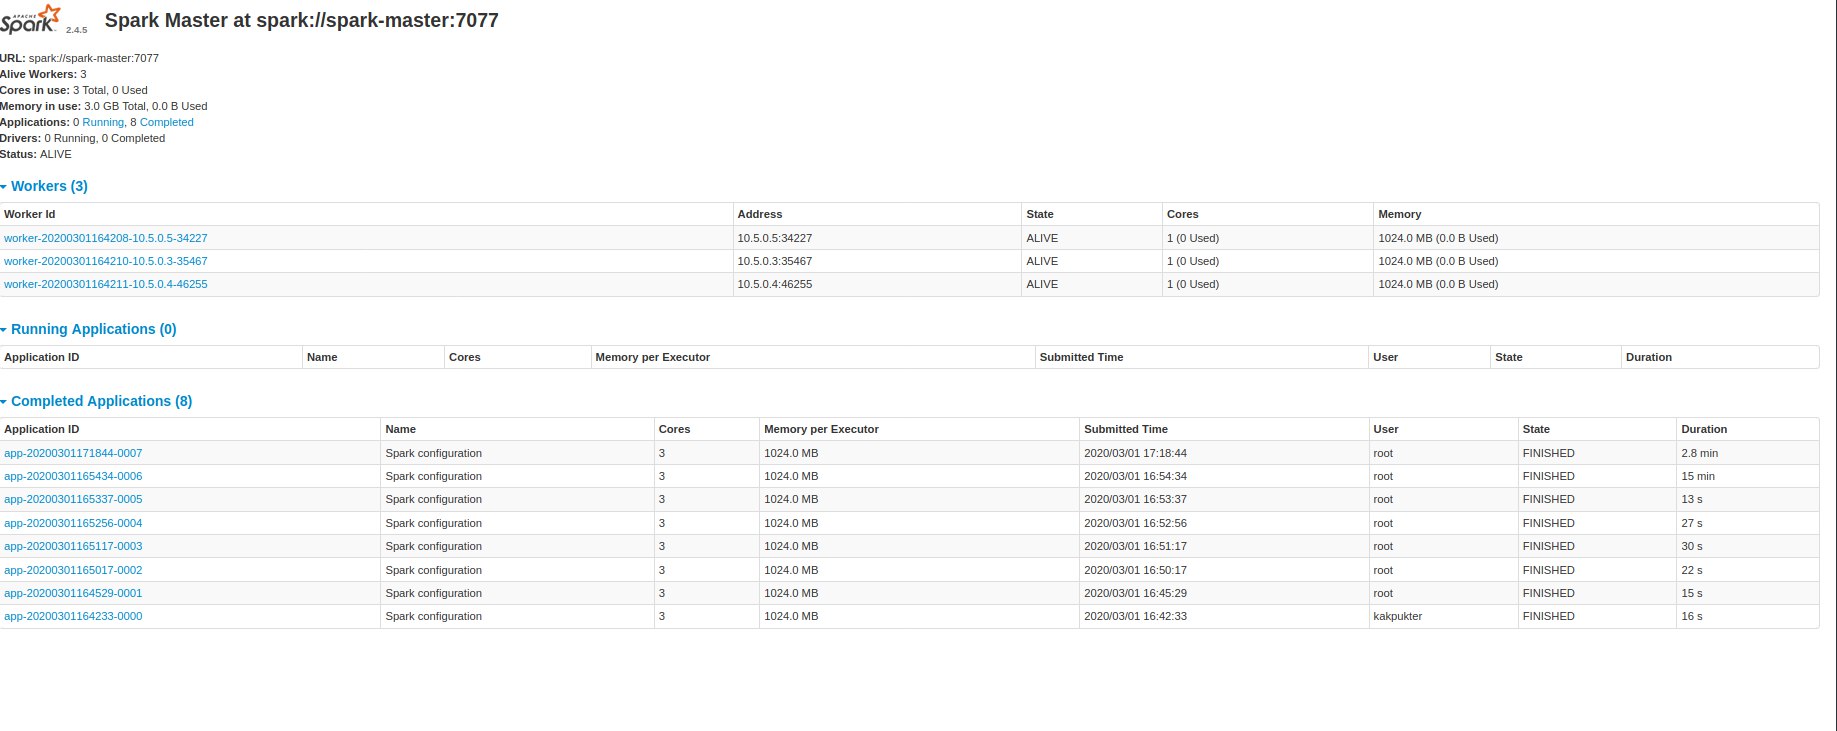 APACHE Spark 2.4.5 Spark Master at spark://spark-master:7077
URL: spark://spark-master:7077
Alive Workers: 3
Cores in use: 3 Total, 0 Used
Memory in use: 3.0 GB Total, 0.0 B Used
Applications: 0 Running, 8 Completed
Drivers: 0 Running, 0 Completed
Status: ALIVE
Workers (3)
Worker Id Address State Cores Memory
worker-20200301164208-10.5.0.5-34227 10.5.0.5:34227 ALIVE 1 (0 Used) 1024.0 MB (0.0 B Used)
worker-20200301164210-10.5.0.3-35467 10.5.0.3:35467 ALIVE 1 (0 Used) 1024.0 MB (0.0 B Used)
worker-20200301164211-10.5.0.4-46255 10.5.0.4:46255 ALIVE 1 (0 Used) 1024.0 MB (0.0 B Used)
Running Applications (0)
Application ID Name Cores Memory per Executor Submitted Time User State Duration
Completed Applications (8)
Application ID Name Cores Memory per Executor Submitted Time User State Duration
app-20200301171844-0007 Spark configuration 3 1024.0 MB 2020/03/01 17:18:44 root FINISHED 2.8 min
app-20200301165434-0006 Spark configuration 3 1024.0 MB 2020/03/01 16:54:34 root FINISHED 15 min
app-20200301165337-0005 Spark configuration 3 1024.0 MB 2020/03/01 16:53:37 root FINISHED 13 s
app-20200301165256-0004 Spark configuration 3 1024.0 MB 2020/03/01 16:52:56 root FINISHED 27 s
app-20200301165117-0003 Spark configuration 3 1024.0 MB 2020/03/01 16:51:17 root FINISHED 30 s
app-20200301165017-0002 Spark configuration 3 1024.0 MB 2020/03/01 16:50:17 root FINISHED 22 s
app-20200301164529-0001 Spark configuration 3 1024.0 MB 2020/03/01 16:45:29 root FINISHED 15 s
app-20200301164233-0000 Spark configuration 3 1024.0 MB 2020/03/01 16:42:33 kakpukter FINISHED 16 s